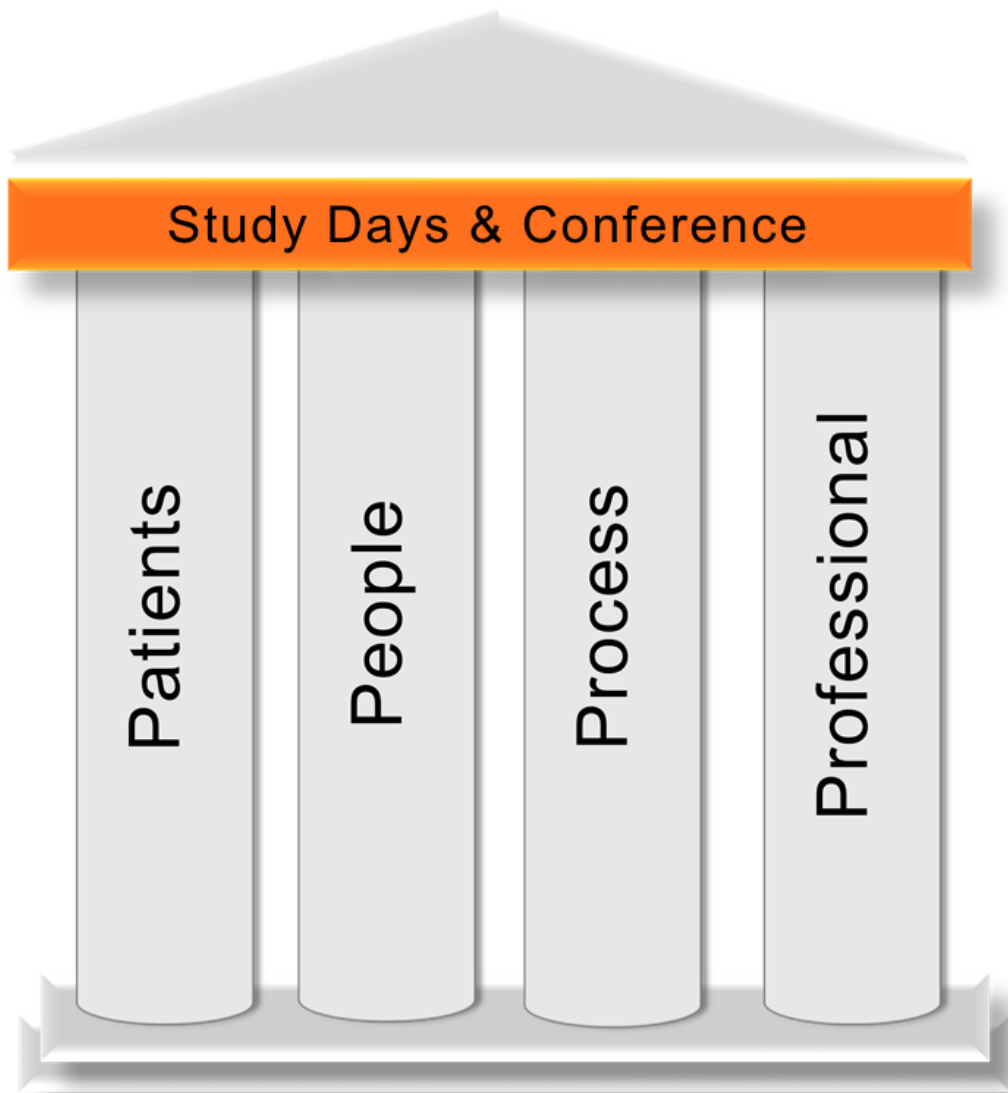 Study Days & Conference
Patients
People
Process
Professional